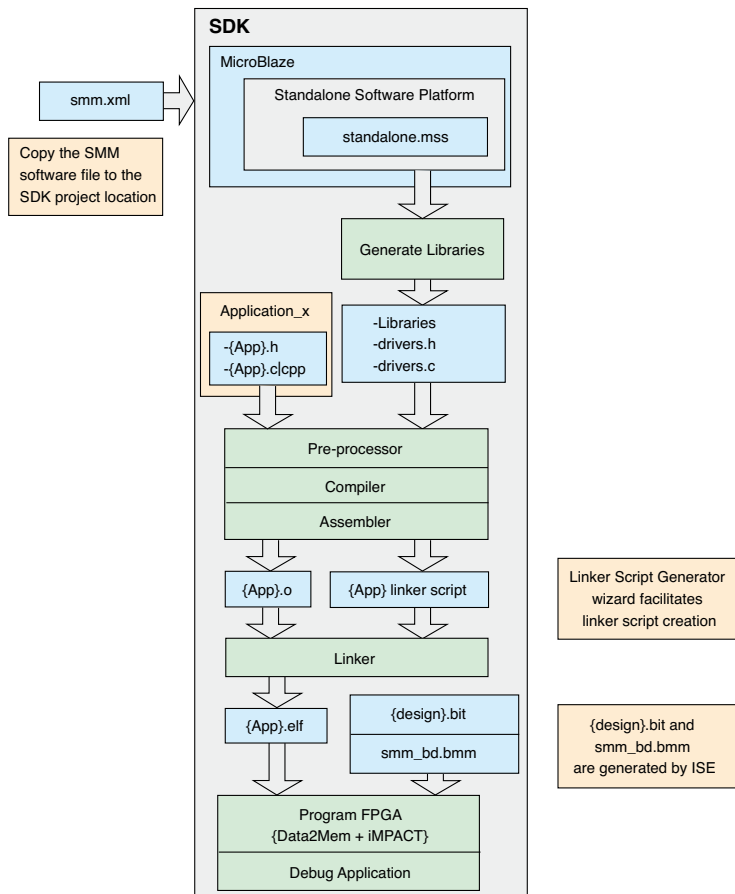 SDK
MicroBlaze
Standalone Software Platform
standalone.mss
smm.xml
Copy the SMM
software file to the
SDK project location
Generate Libraries
Application_x
-{App}.h
-{App}.c|cpp
-Libraries
-drivers.h
-drivers.c
Pre-processor
Compiler
Assembler
{App}.o
{App} linker script
Linker Script Generator
wizard facilitates
linker script creation
Linker
{App}.elf
{design}.bit
smm_bd.bmm
{design}.bit and
smm_bd.bmm
are generated by ISE
Program FPGA
{Data2Mem + iMPACT}
Debug Application